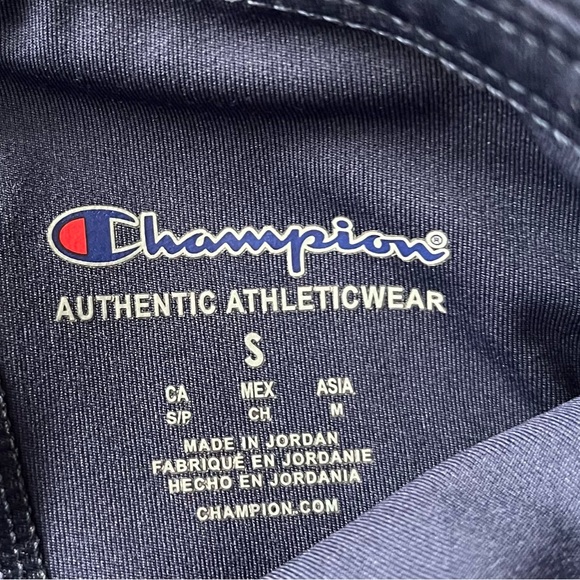 Champion®
AUTHENTIC ATHLETICWEAR
S
CA MEX ASIA
S/P CH M
MADE IN JORDAN
FABRIQUÉ EN JORDANIE
HECHO EN JORDANIA
CHAMPION.COM